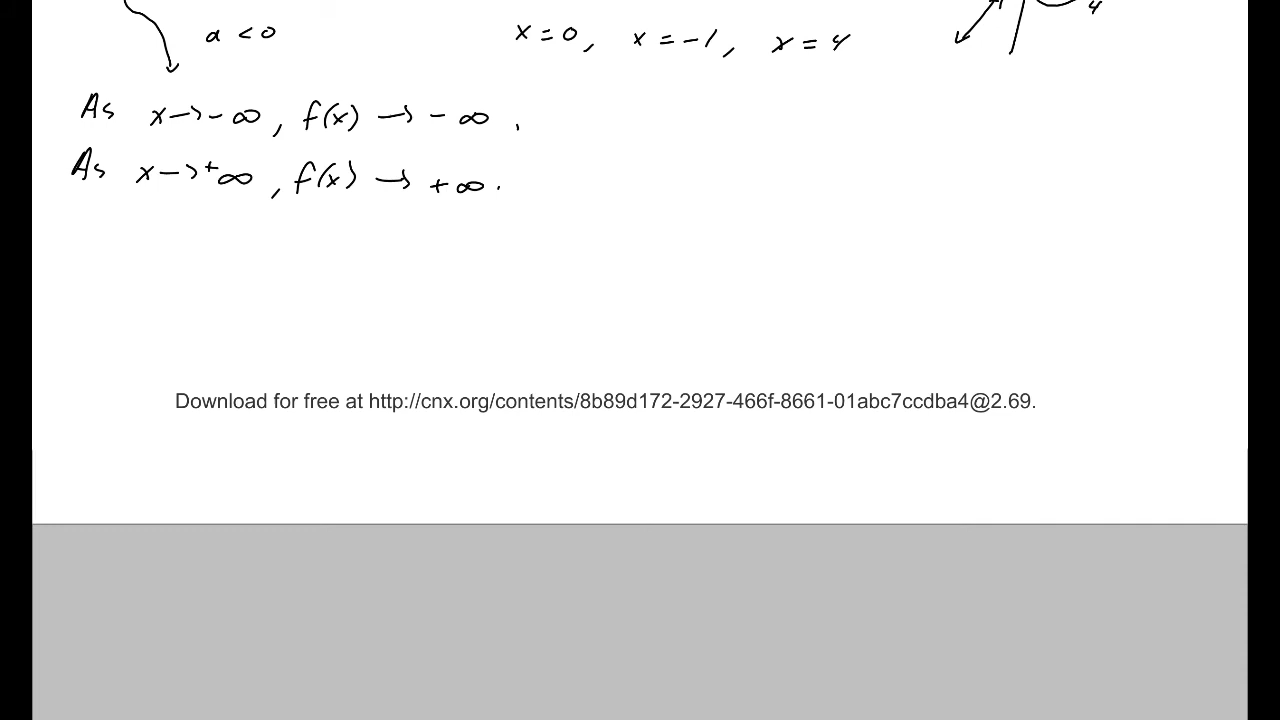 4
a < 0
x = 0, x = -1, x = 4
As x → -∞, f(x) → -∞.
As x → +∞, f(x) → +∞.
Download for free at http://cnx.org/contents/8b89d172-2927-466f-8661-01abc7ccdba4@2.69.